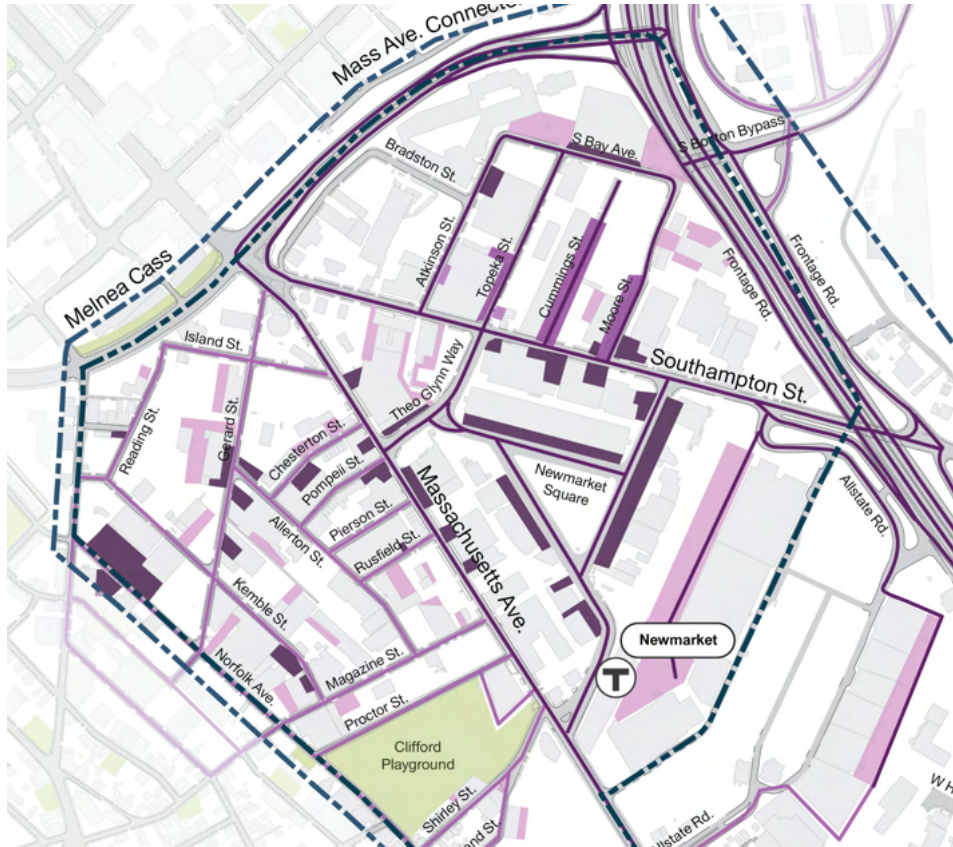 Mass Ave. Connector
S Boston Bypass
S Bay Ave.
Bradston St.
Atkinson St.
Topeka St.
Cummings St.
Moore St.
Frontage Rd.
Frontage Rd.
Melnea Cass
Island St.
Theo Glynn Way
Southampton St.
Reading St.
Gerard St.
Chesterton St.
Pompeii St.
Newmarket
Square
Allstate Rd.
Massachusetts Ave.
Allerton St.
Pierson St.
Rusfield St.
Kemble St.
Newmarket
T
Norfolk Ave.
Magazine St.
Proctor St.
Clifford
Playground
Shirley St.
and St.
Allstate Rd.
W H